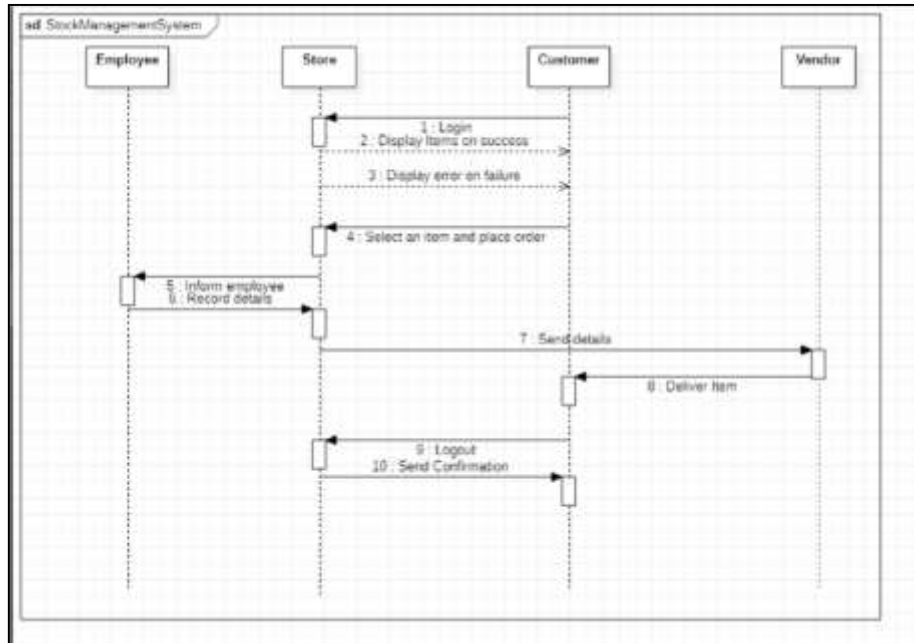 sd StockManagementSystem
Employee
Store
Customer
Vendor
1 : Login
2 : Display Items on success
3 : Display error on failure
4 : Select an item and place order
5 : Inform employee
6 : Record details
7 : Send details
8 : Deliver Item
9 : Logout
10 : Send Confirmation